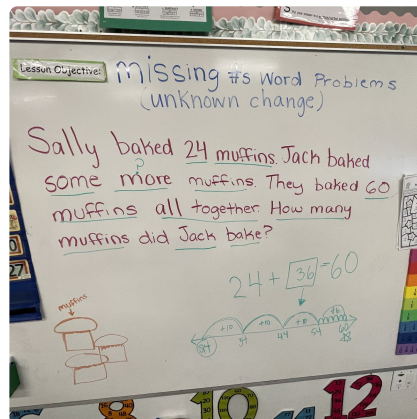 Lesson Objective:
missing #s Word Problems
(unknown change)
Sally baked 24 muffins. Jack baked
?
some more muffins. They baked 60
muffins all together. How many
muffins did Jack bake?
24 + 36 = 60
muffins
+10 +10 +10
24 34 44 54 60
27
10
12